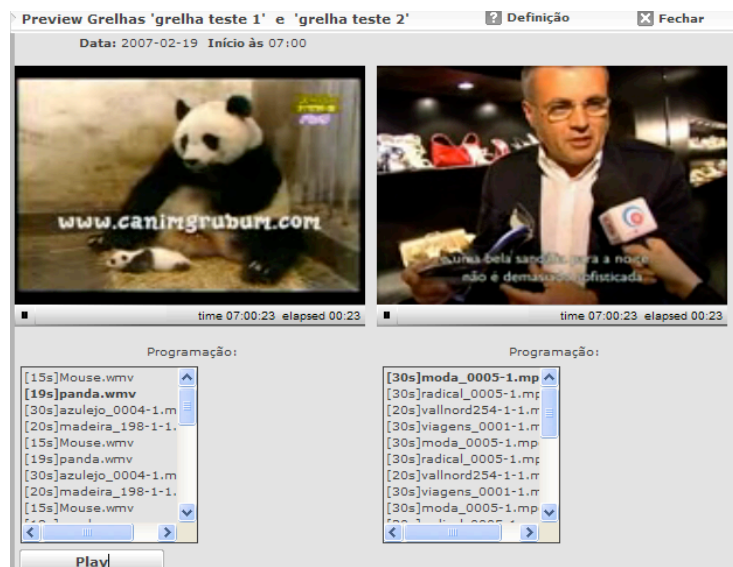 Preview Grelhas 'grelha teste 1' e 'grelha teste 2' ? Definição X Fechar
Data: 2007-02-19 Início às 07:00
www.canimgrubum.com
e uma bela sandália para a noite
não é demasiado sofisticada
time 07:00:23 elapsed 00:23
time 07:00:23 elapsed 00:23
Programação:
[15s]Mouse.wmv
[19s]panda.wmv
[30s]azulejo_0004-1.m
[20s]madeira_198-1-1.
[15s]Mouse.wmv
[19s]panda.wmv
[30s]azulejo_0004-1.m
[20s]madeira_198-1-1.
[15s]Mouse.wmv
Programação:
[30s]moda_0005-1.mp
[30s]radical_0005-1.mp
[20s]vallnord254-1-1.m
[30s]viagens_0001-1.m
[30s]moda_0005-1.mp
[30s]radical_0005-1.mp
[20s]vallnord254-1-1.m
[30s]viagens_0001-1.m
[30s]moda_0005-1.mp
Play